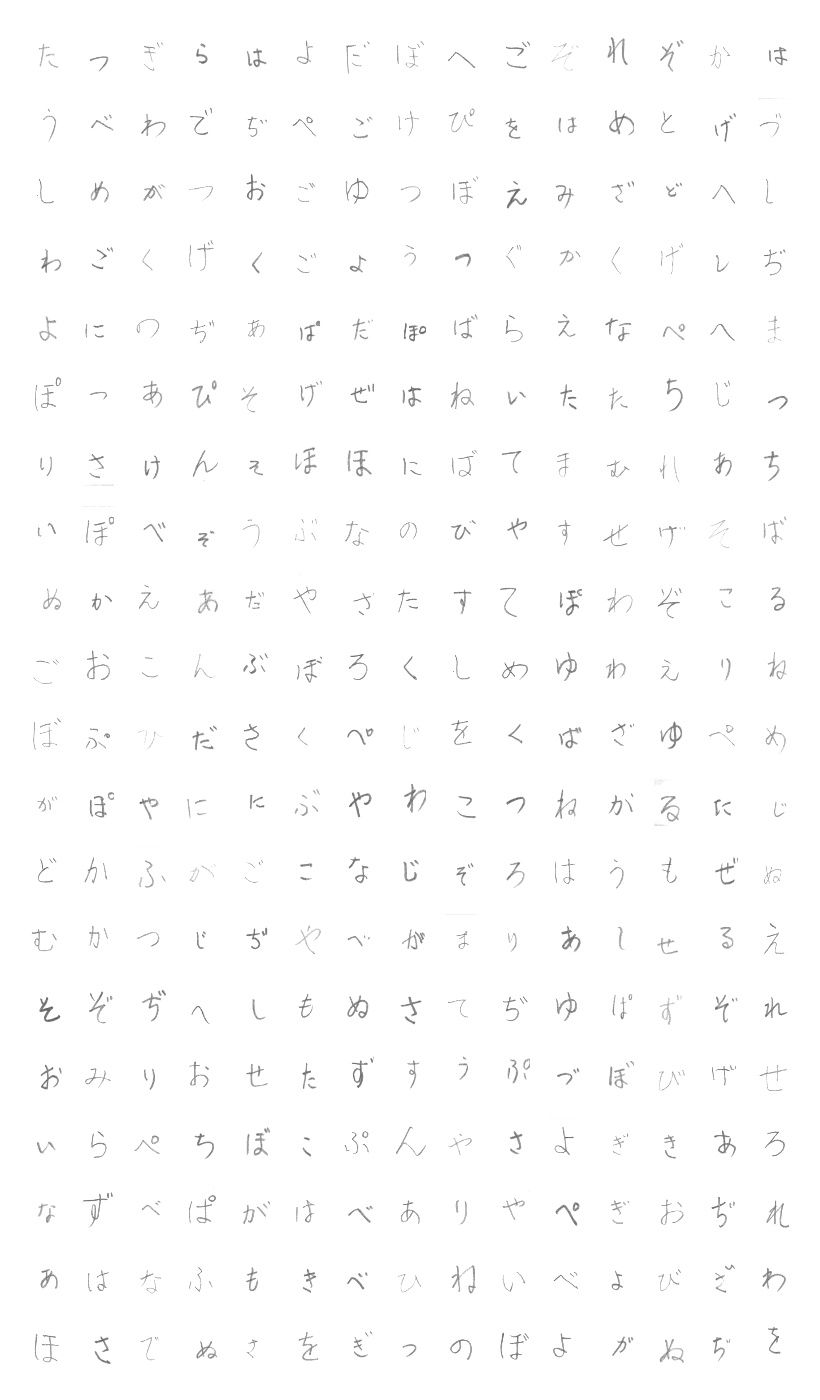 たつぎらはよだぼへごぞれぞかは
うべわでぢぺごけぴをはめとげづ
しめがつおごゆつぼえみざどへし
わごくげくごようつぐかくげしぢ
よにのぢあぱだぽばらえなぺへま
ぽつあぴそげぜはねいたたちじつ
りさけんそほほにばてまむれあち
いぽべぞうぶなのびやすせげそば
ぬかえあだやざたすてぽわぞこる
ごおこんぶぼろくしめゆわえりね
ぼぷひださくぺじをくばざゆぺめ
がぽやににぶやわこつねがるたじ
どかふがごこなじぞろはうもぜぬ
むかつじぢやべがまりあしせるえ
そぞぢへしもぬさてぢゆぱずぞれ
おみりおせたずすうぷづぼびげせ
いらぺちぼこぷんやさよぎきあろ
なずべぱがはべありやぺぎおぢれ
あはなふもきべひねいべょびざわ
ほさでぬさをぎつのぼよがぬぢを